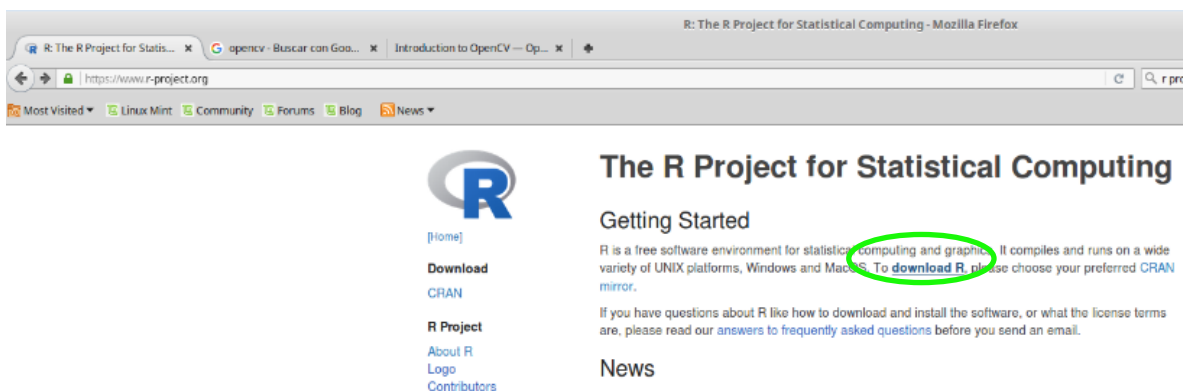 R: The R Project for Statistical Computing - Mozilla Firefox
R: The R Project for Statis... × opencv - Buscar con Goo... × Introduction to OpenCV — Op... ×
https://www.r-project.org
r pro
Most Visited Linux Mint Community Forums Blog News
R
[Home]
Download
CRAN
R Project
About R
Logo
Contributors
The R Project for Statistical Computing
Getting Started
R is a free software environment for statistical computing and graphics. It compiles and runs on a wide
variety of UNIX platforms, Windows and MacOS. To download R, please choose your preferred CRAN
mirror.
If you have questions about R like how to download and install the software, or what the license terms
are, please read our answers to frequently asked questions before you send an email.
News